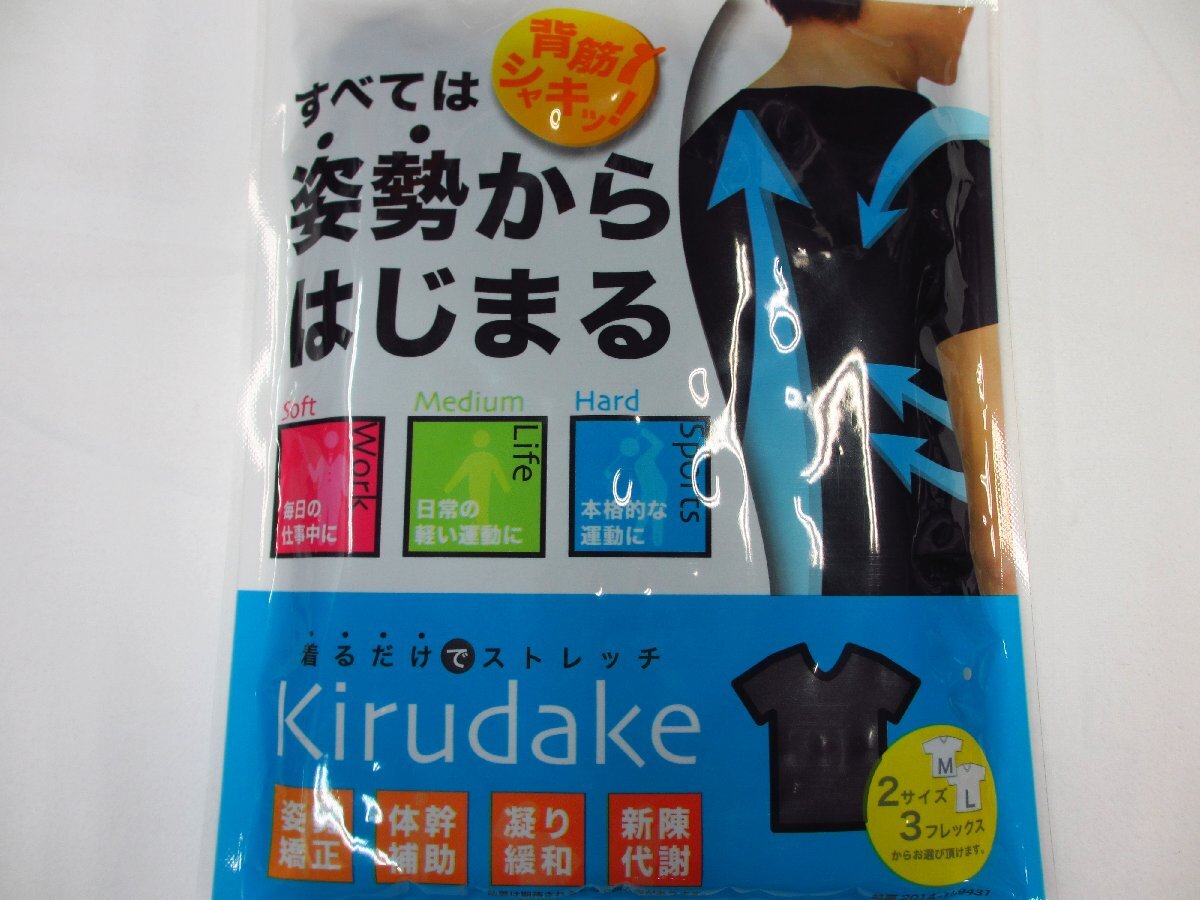 背筋
シャキッ!
すべては
姿勢から
はじまる
Soft
Work
毎日の
仕事中に
Medium
Life
日常の
軽い運動に
Hard
Sports
本格的な
運動に
着るだけでストレッチ
Kirudake
姿勢
矯正
体幹
補助
凝り
緩和
新陳
代謝
M
L
2サイズ
3フレックス
からお選び頂けます。